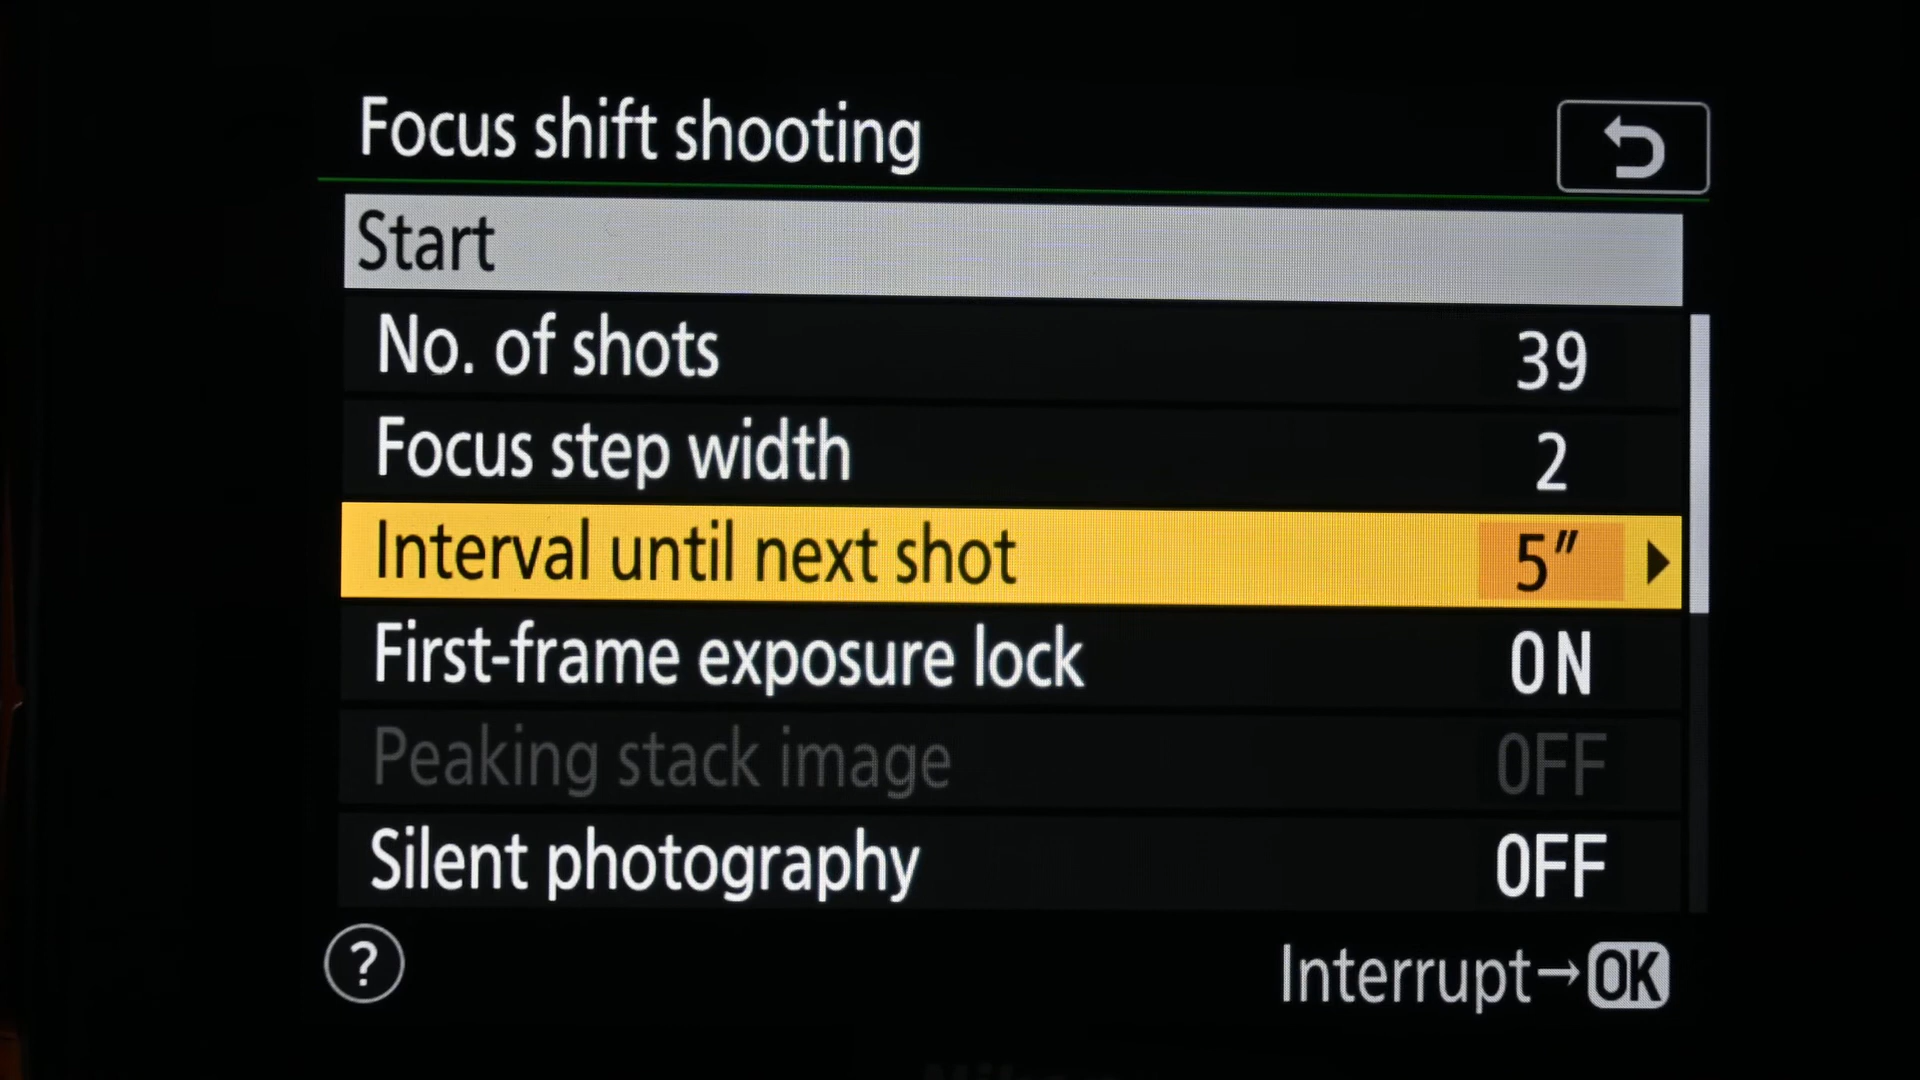 Focus shift shooting
Start
No. of shots 39
Focus step width 2
Interval until next shot 5″
First-frame exposure lock ON
Peaking stack image OFF
Silent photography OFF
? Interrupt→OK